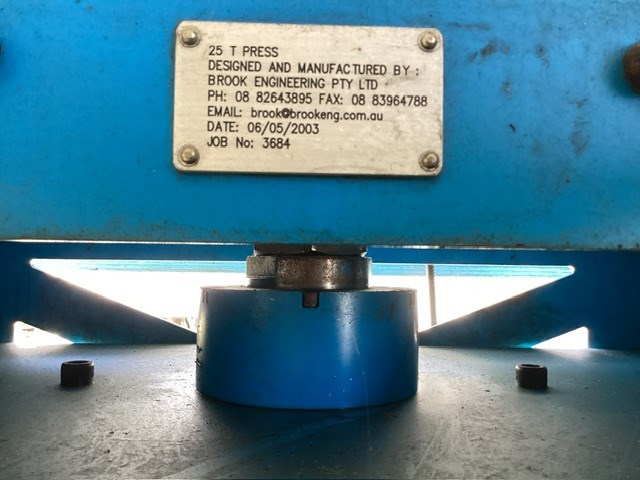 25 T PRESS
DESIGNED AND MANUFACTURED BY :
BROOK ENGINEERING PTY LTD
PH: 08 82643895 FAX: 08 83964788
EMAIL: brook@brookeng.com.au
DATE: 06/05/2003
JOB No: 3684